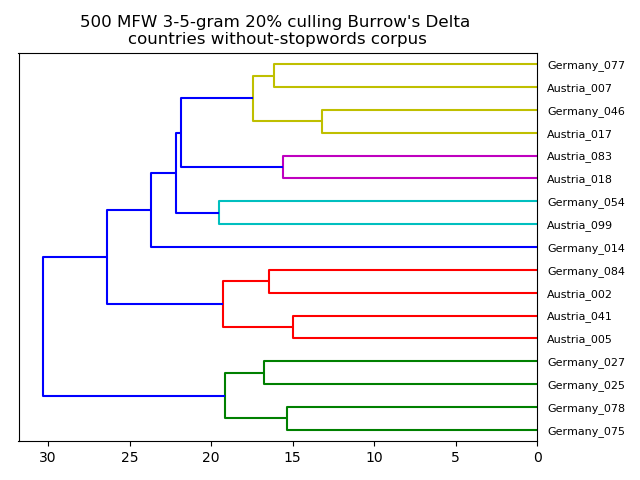 500 MFW 3-5-gram 20% culling Burrow's Delta
countries without-stopwords corpus
Germany_077
Austria_007
Germany_046
Austria_017
Austria_083
Austria_018
Germany_054
Austria_099
Germany_014
Germany_084
Austria_002
Austria_041
Austria_005
Germany_027
Germany_025
Germany_078
Germany_075
30 25 20 15 10 5 0